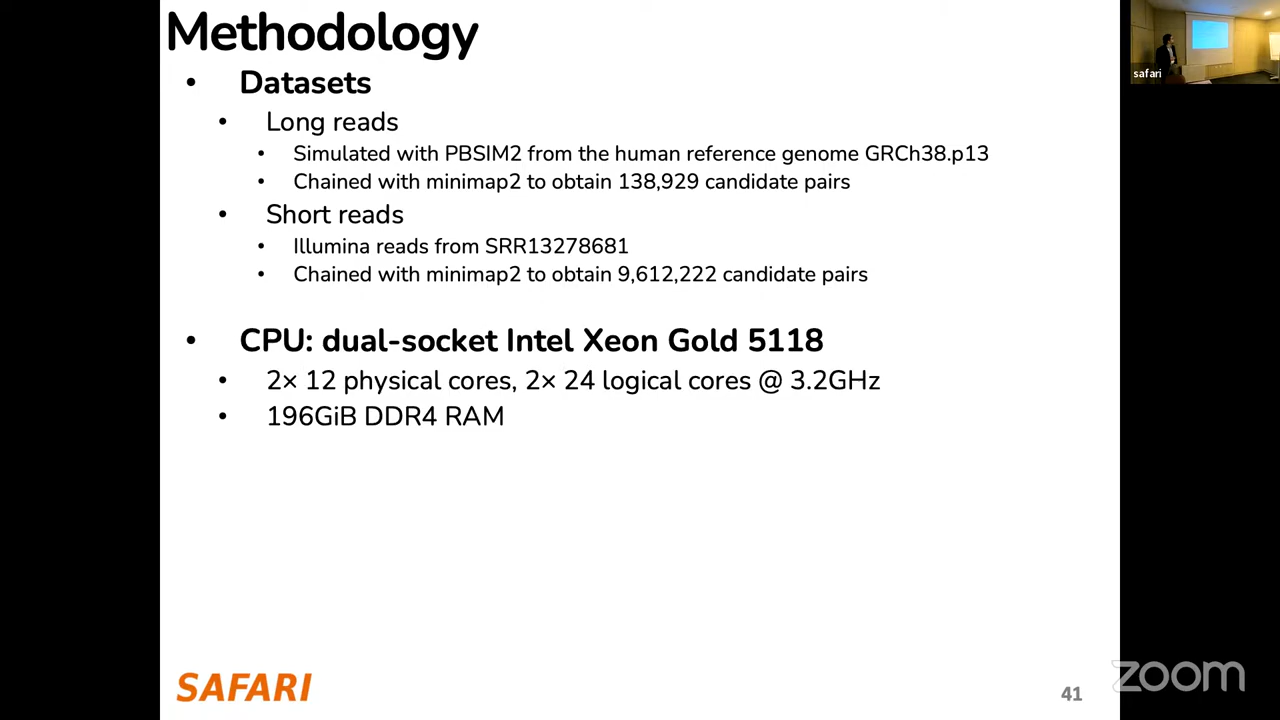 Methodology
• Datasets
• Long reads
• Simulated with PBSIM2 from the human reference genome GRCh38.p13
• Chained with minimap2 to obtain 138,929 candidate pairs
• Short reads
• Illumina reads from SRR13278681
• Chained with minimap2 to obtain 9,612,222 candidate pairs
• CPU: dual-socket Intel Xeon Gold 5118
• 2× 12 physical cores, 2× 24 logical cores @ 3.2GHz
• 196GiB DDR4 RAM
SAFARI
41
safari
zoom